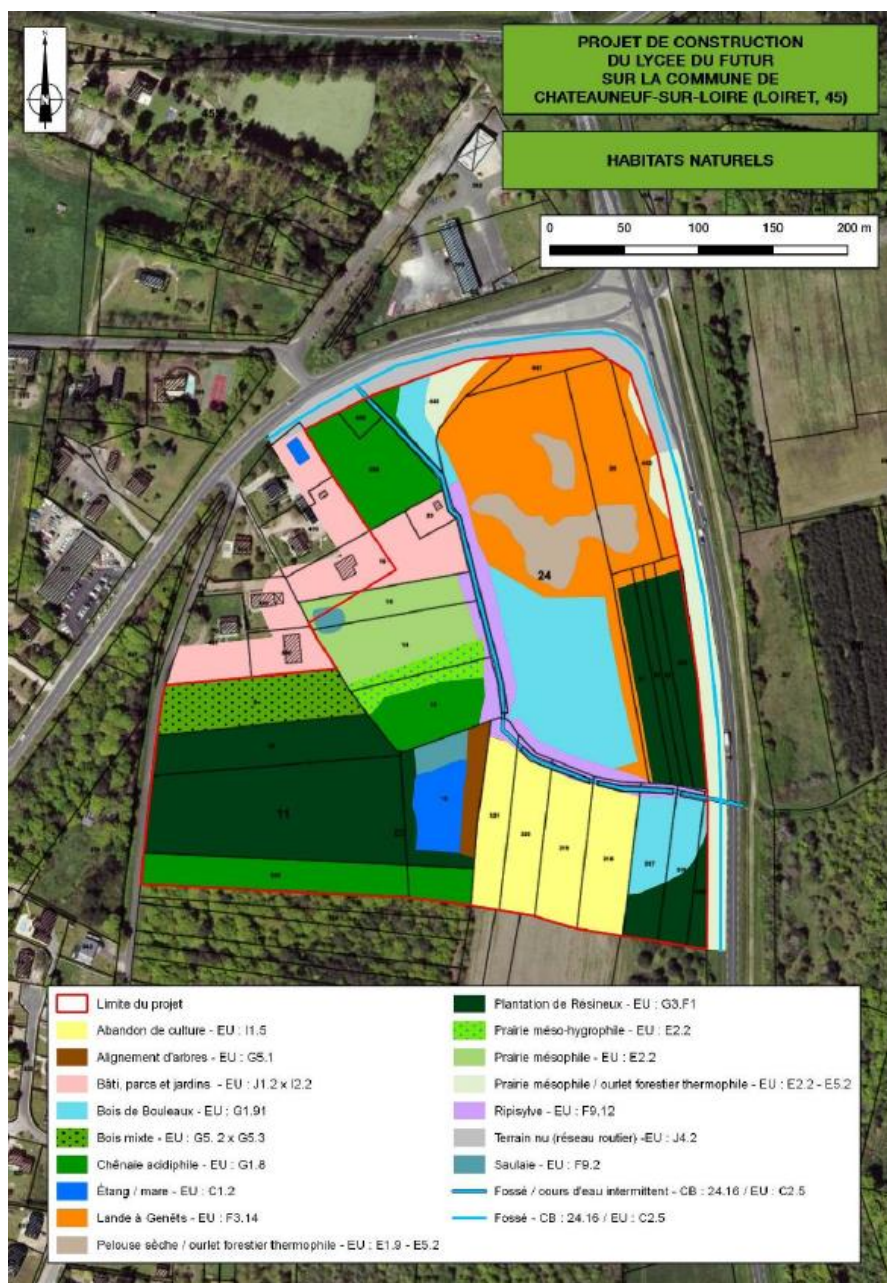 N
PROJET DE CONSTRUCTION
DU LYCEE DU FUTUR
SUR LA COMMUNE DE
CHATEAUNEUF-SUR-LOIRE (LOIRET, 45)
HABITATS NATURELS
0 50 100 150 200 m
24
11
Limite du projet
Abandon de culture - EU : I1.5
Alignement d'arbres - EU : G5.1
Bâti, parcs et jardins - EU : J1.2 x I2.2
Bois de Bouleaux - EU : G1.91
Bois mixte - EU : G5. 2 x G5.3
Chênaie acidiphile - EU : G1.8
Étang / mare - EU : C1.2
Lande à Genêts - EU : F3.14
Pelouse sèche / ourlet forestier thermophile - EU : E1.9 - E5.2
Plantation de Résineux - EU : G3.F1
Prairie méso-hygrophile - EU : E2.2
Prairie mésophile - EU : E2.2
Prairie mésophile / ourlet forestier thermophile - EU : E2.2 - E5.2
Ripisylve - EU : F9.12
Terrain nu (réseau routier) -EU : J4.2
Saulaie - EU : F9.2
Fossé / cours d'eau intermittent - CB : 24.16 / EU : C2.5
Fossé - CB : 24.16 / EU : C2.5